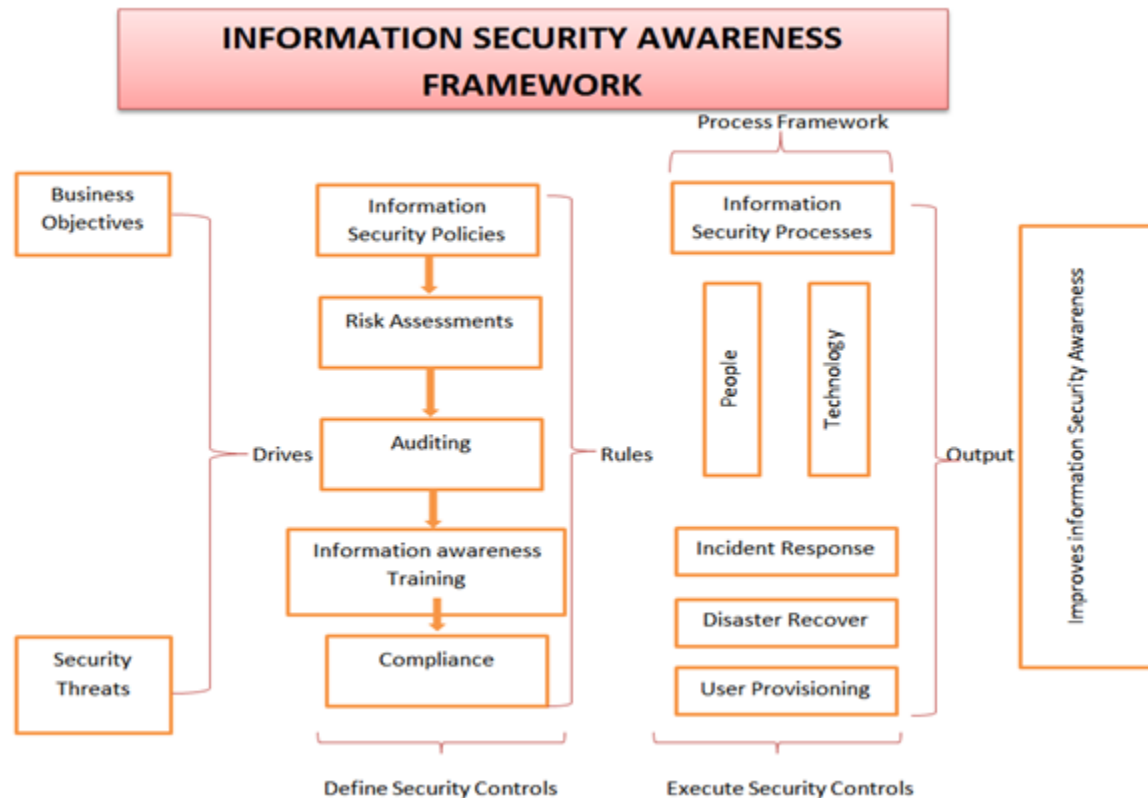 INFORMATION SECURITY AWARENESS
FRAMEWORK
Process Framework
Business
Objectives
Information
Security Policies
Information
Security Processes
Risk Assessments
People
Technology
Improves information Security Awareness
Auditing
Drives
Rules
Output
Information awareness
Training
Incident Response
Disaster Recover
Security
Threats
Compliance
User Provisioning
Define Security Controls
Execute Security Controls